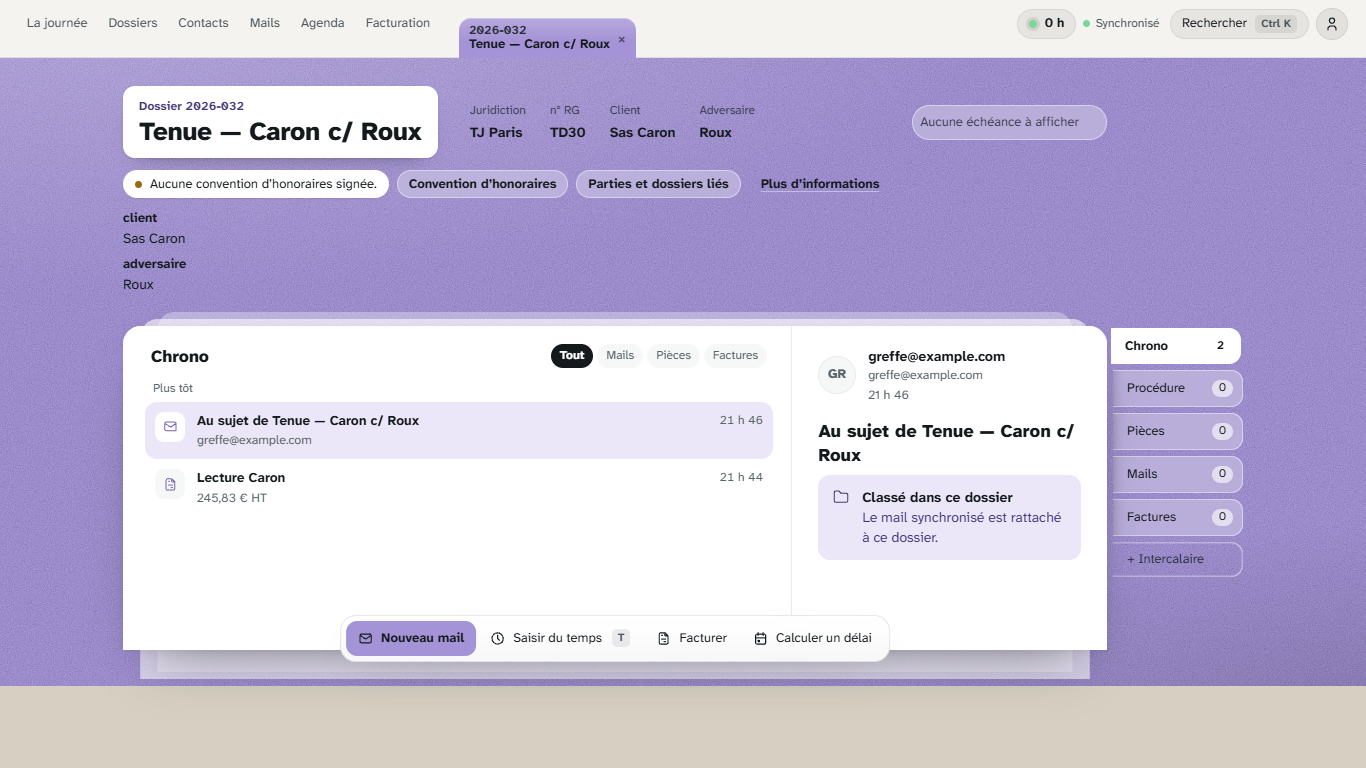 La journée Dossiers Contacts Mails Agenda Facturation
2026-032
Tenue — Caron c/ Roux ×
0 h Synchronisé Rechercher Ctrl K
Dossier 2026-032
Tenue — Caron c/ Roux
Juridiction n° RG Client Adversaire
TJ Paris TD30 Sas Caron Roux
Aucune échéance à afficher
Aucune convention d’honoraires signée. Convention d’honoraires Parties et dossiers liés Plus d’informations
client
Sas Caron
adversaire
Roux
Chrono Tout Mails Pièces Factures
Plus tôt
Au sujet de Tenue — Caron c/ Roux 21 h 46
greffe@example.com
Lecture Caron 21 h 44
245,83 € HT
GR
greffe@example.com
greffe@example.com
21 h 46
Au sujet de Tenue — Caron c/
Roux
Classé dans ce dossier
Le mail synchronisé est rattaché
à ce dossier.
Chrono 2
Procédure 0
Pièces 0
Mails 0
Factures 0
+ Intercalaire
Nouveau mail Saisir du temps T Facturer Calculer un délai